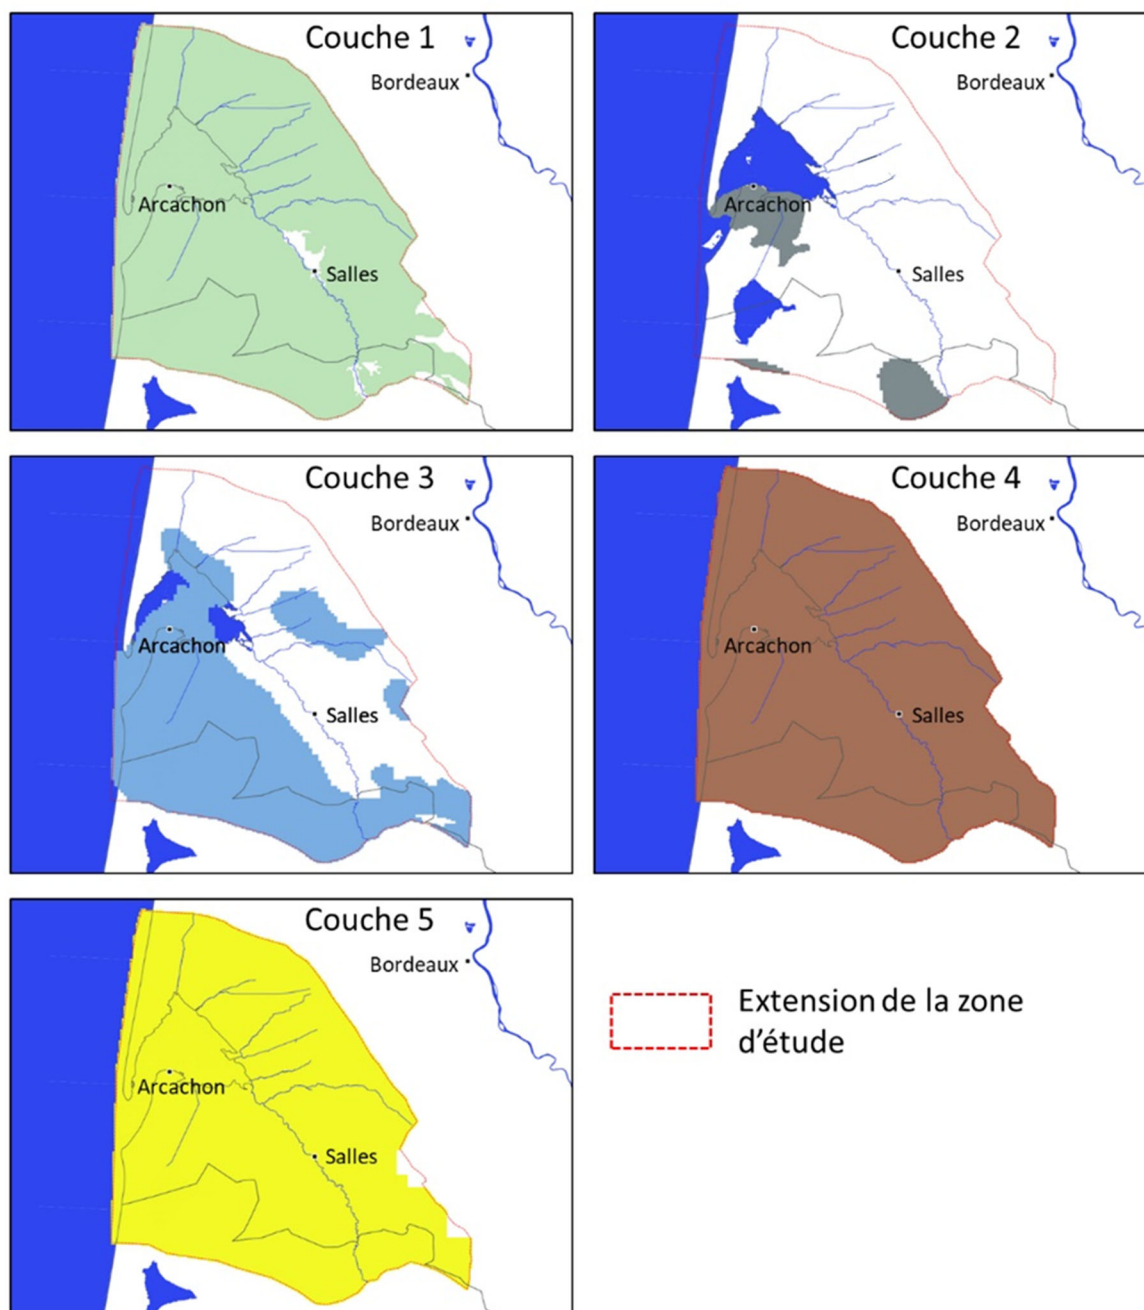 Couche 1
Bordeaux
Arcachon
Salles
Couche 2
Bordeaux
Arcachon
Salles
Couche 3
Bordeaux
Arcachon
Salles
Couche 4
Bordeaux
Arcachon
Salles
Couche 5
Bordeaux
Arcachon
Salles
Extension de la zone
d'étude